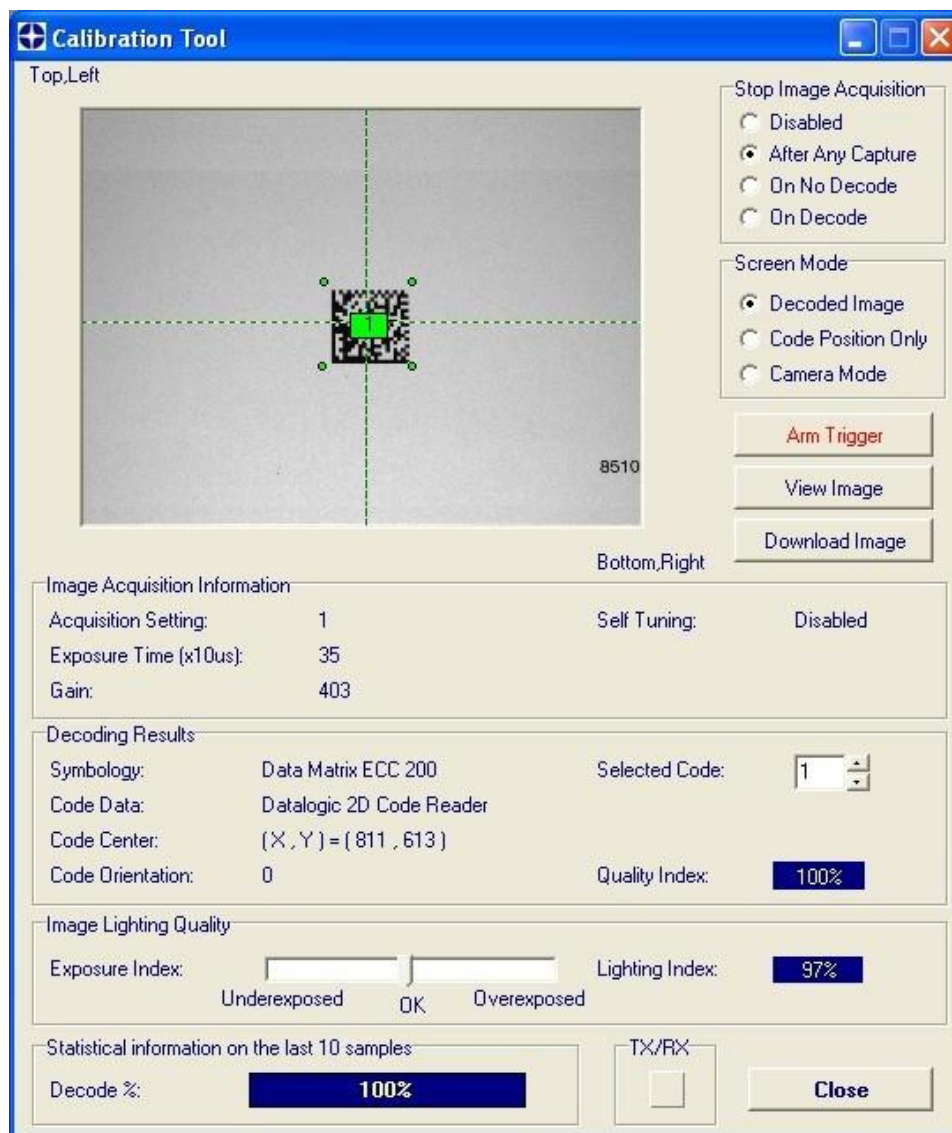 Calibration Tool
Top,Left
Stop Image Acquisition
Disabled
After Any Capture
On No Decode
On Decode
Screen Mode
Decoded Image
Code Position Only
Camera Mode
1
8510
Arm Trigger
View Image
Download Image
Bottom,Right
Image Acquisition Information
Acquisition Setting: 1 Self Tuning: Disabled
Exposure Time (x10us): 35
Gain: 403
Decoding Results
Symbology: Data Matrix ECC 200 Selected Code: 1
Code Data: Datalogic 2D Code Reader
Code Center: ( X , Y ) = ( 811 , 613 )
Code Orientation: 0 Quality Index: 100%
Image Lighting Quality
Exposure Index: Lighting Index: 97%
Underexposed OK Overexposed
Statistical information on the last 10 samples TX/RX
Decode %: 100% Close